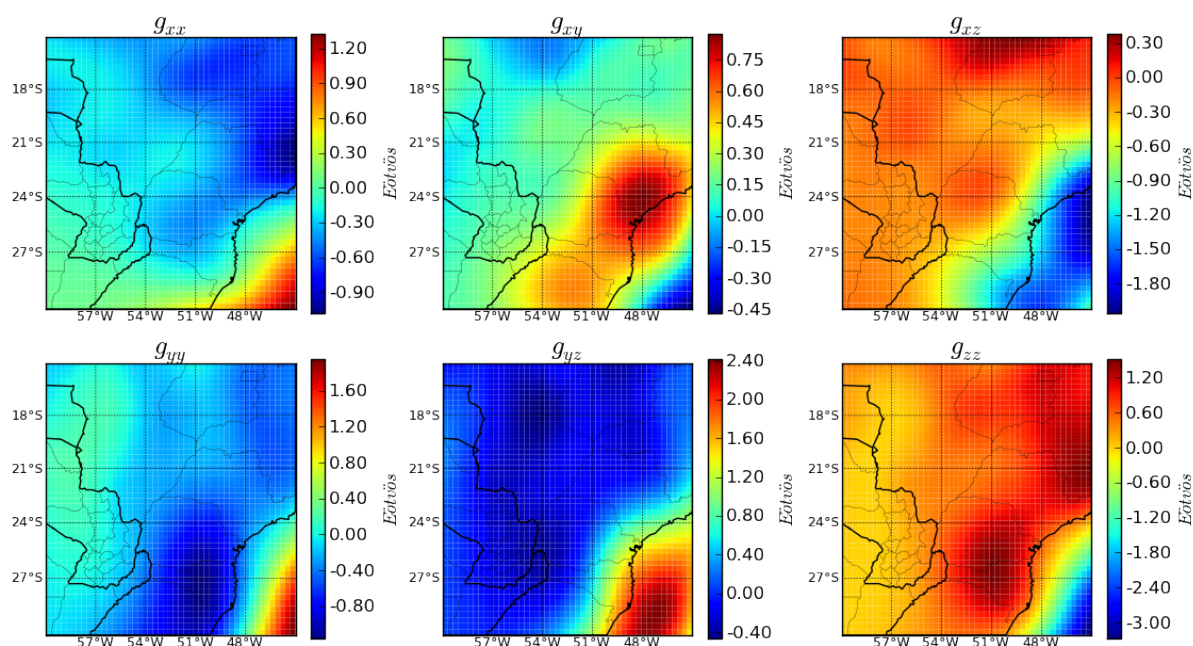 g_xx
18°S
21°S
24°S
27°S
57°W 54°W 51°W 48°W
1.20
0.90
0.60
0.30
0.00
-0.30
-0.60
-0.90
Eötvös
g_xy
18°S
21°S
24°S
27°S
57°W 54°W 51°W 48°W
0.75
0.60
0.45
0.30
0.15
0.00
-0.15
-0.30
-0.45
Eötvös
g_xz
18°S
21°S
24°S
27°S
57°W 54°W 51°W 48°W
0.30
0.00
-0.30
-0.60
-0.90
-1.20
-1.50
-1.80
Eötvös
g_yy
18°S
21°S
24°S
27°S
57°W 54°W 51°W 48°W
1.60
1.20
0.80
0.40
0.00
-0.40
-0.80
Eötvös
g_yz
18°S
21°S
24°S
27°S
57°W 54°W 51°W 48°W
2.40
2.00
1.60
1.20
0.80
0.40
0.00
-0.40
Eötvös
g_zz
18°S
21°S
24°S
27°S
57°W 54°W 51°W 48°W
1.20
0.60
0.00
-0.60
-1.20
-1.80
-2.40
-3.00
Eötvös